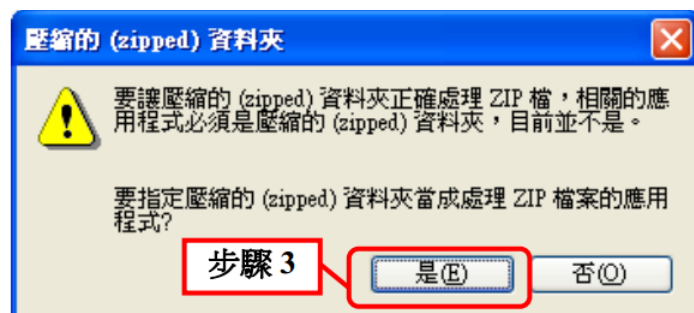 壓縮的 (zipped) 資料夾
要讓壓縮的 (zipped) 資料夾正確處理 ZIP 檔，相關的應
用程式必須是壓縮的 (zipped) 資料夾，目前並不是。
要指定壓縮的 (zipped) 資料夾當成處理 ZIP 檔案的應用
程式?
步驟 3
是(E)
否(O)